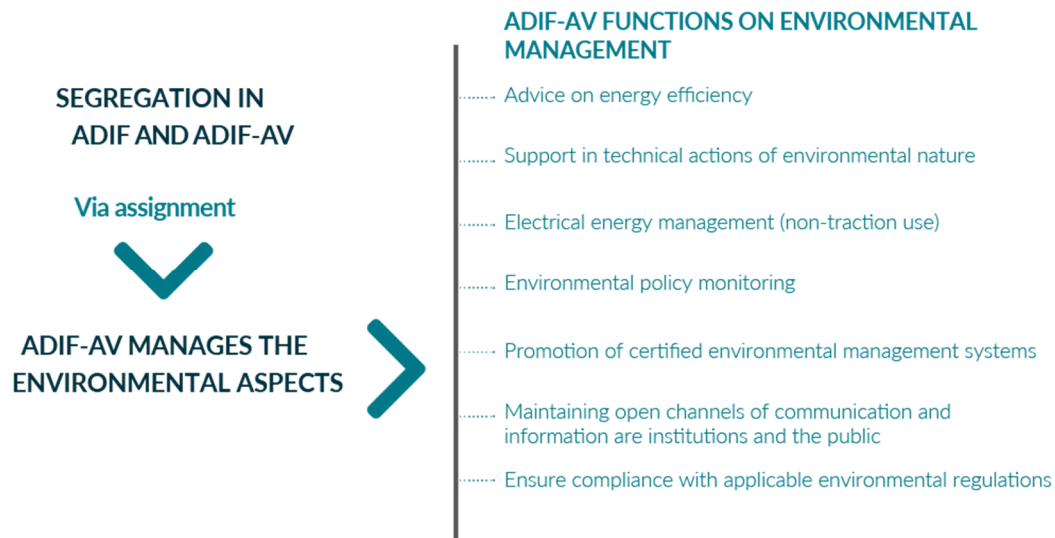 SEGREGATION IN
ADIF AND ADIF-AV
Via assignment
ADIF-AV MANAGES THE
ENVIRONMENTAL ASPECTS
ADIF-AV FUNCTIONS ON ENVIRONMENTAL
MANAGEMENT
Advice on energy efficiency
Support in technical actions of environmental nature
Electrical energy management (non-traction use)
Environmental policy monitoring
Promotion of certified environmental management systems
Maintaining open channels of communication and
information are institutions and the public
Ensure compliance with applicable environmental regulations